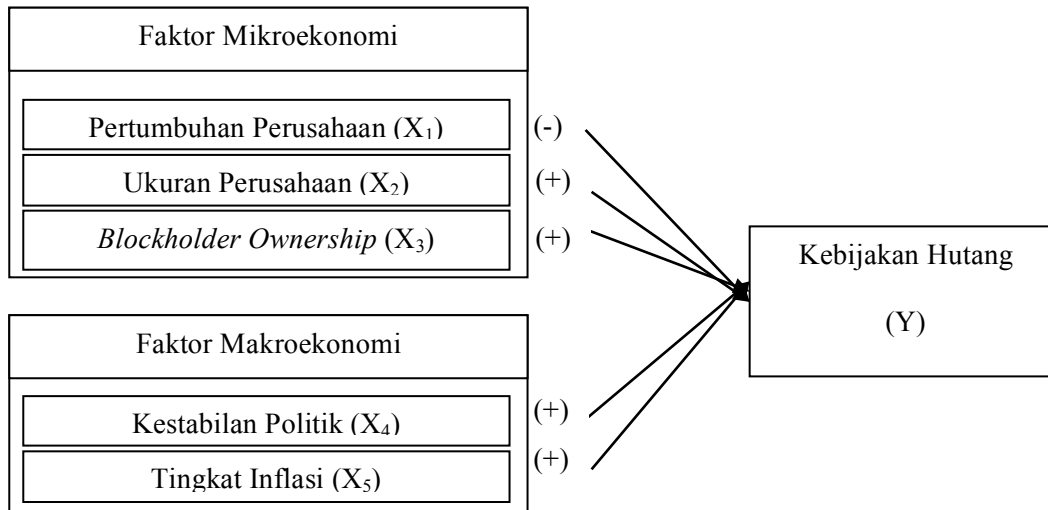 Faktor Mikroekonomi
Pertumbuhan Perusahaan (X₁) (-)
Ukuran Perusahaan (X₂) (+)
Blockholder Ownership (X₃) (+)
Kebijakan Hutang
(Y)
Faktor Makroekonomi
Kestabilan Politik (X₄) (+)
Tingkat Inflasi (X₅) (+)